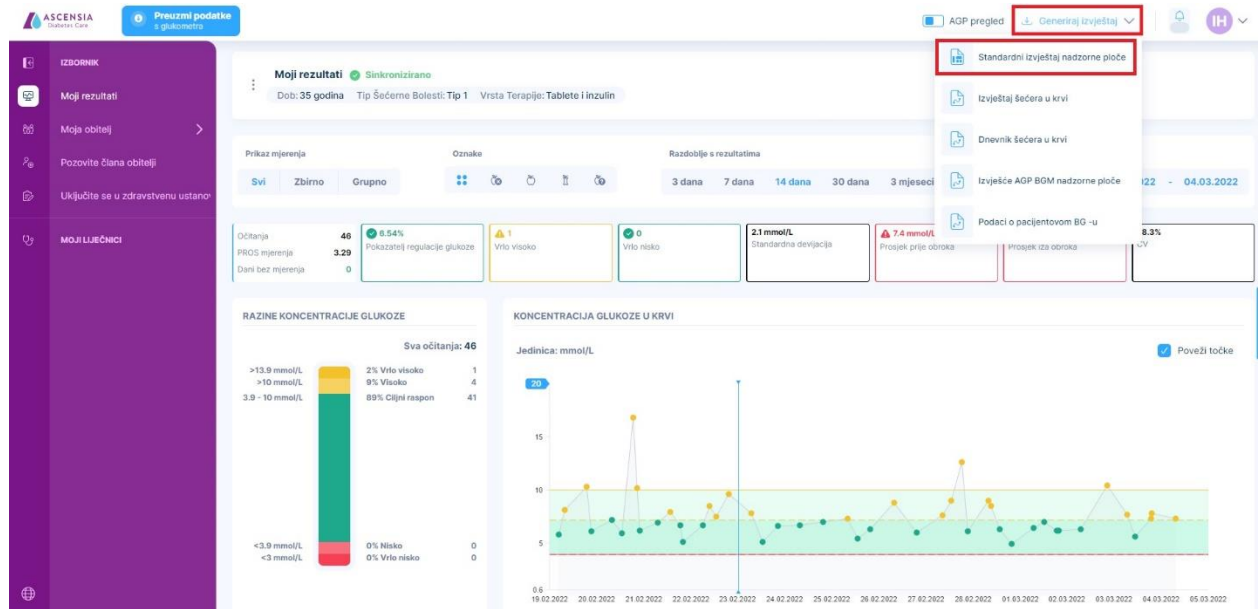 ASCENSIA
Diabetes Care
Preuzmi podatke
s glukometra
AGP pregled
Generiraj izvještaj
IH
IZBORNIK
Moji rezultati
Moja obitelj
Pozovite člana obitelji
Uključite se u zdravstvenu ustanov
MOJI LIJEČNICI
Moji rezultati Sinkronizirano
Dob: 35 godina Tip Šećerne Bolesti: Tip 1 Vrsta Terapije: Tablete i inzulin
Standardni izvještaj nadzorne ploče
Izvještaj šećera u krvi
Dnevnik šećera u krvi
Izvješće AGP BGM nadzorne ploče
Podaci o pacijentovom BG -u
Prikaz mjerenja
Svi Zbirno Grupno
Oznake
Razdoblje s rezultatima
3 dana 7 dana 14 dana 30 dana 3 mjeseci
022 - 04.03.2022
Očitanja 46
PROS mjerenja 3.29
Dani bez mjerenja 0
6.54%
Pokazatelj regulacije glukoze
1
Vrlo visoko
0
Vrlo nisko
2.1 mmol/L
Standardna devijacija
7.4 mmol/L
Prosjek prije obroka
Prosjek iza obroka
8.3%
CV
RAZINE KONCENTRACIJE GLUKOZE
Sva očitanja: 46
>13.9 mmol/L 2% Vrlo visoko 1
>10 mmol/L 9% Visoko 4
3.9 - 10 mmol/L 89% Ciljni raspon 41
<3.9 mmol/L 0% Nisko 0
<3 mmol/L 0% Vrlo nisko 0
KONCENTRACIJA GLUKOZE U KRVI
Jedinica: mmol/L
Poveži točke
20
15
10
5
0.6
19.02.2022 20.02.2022 21.02.2022 22.02.2022 23.02.2022 24.02.2022 25.02.2022 26.02.2022 27.02.2022 28.02.2022 01.03.2022 02.03.2022 03.03.2022 04.03.2022 05.03.2022